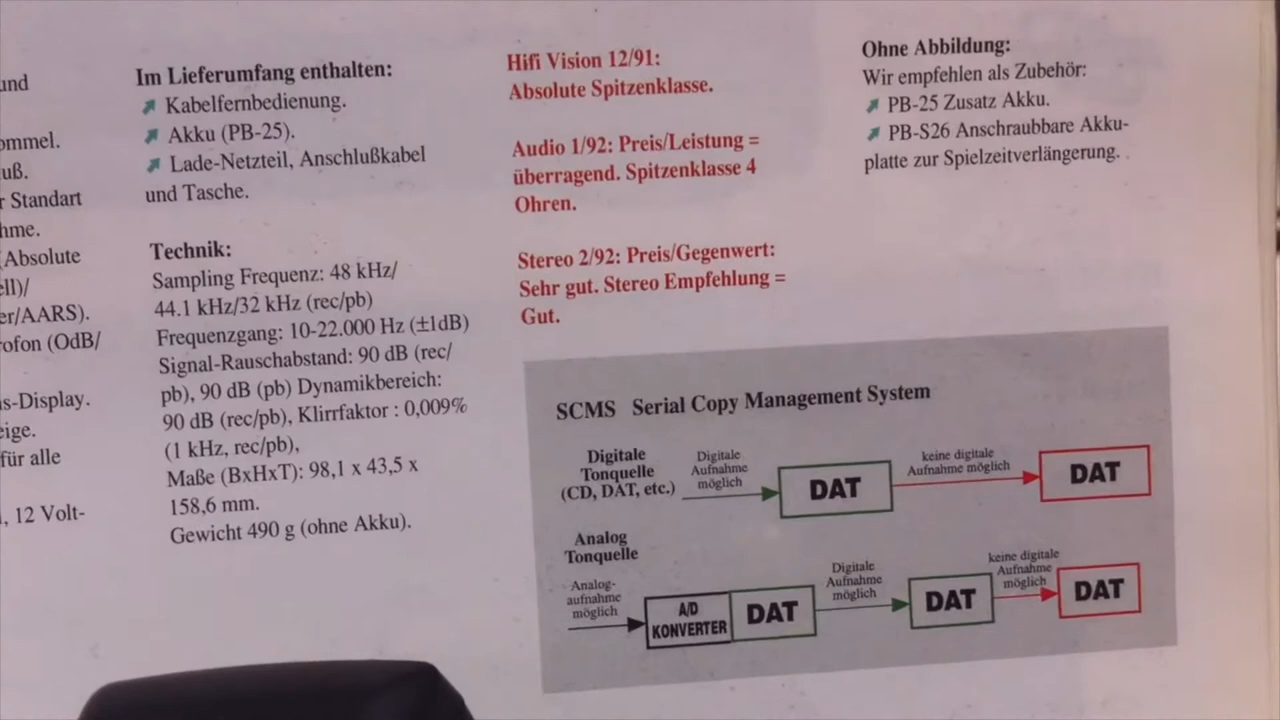 und
ommel.
uß.
r Standart
hme.
(Absolute
ell)/
er/AARS).
ofon (OdB/
s-Display.
eige.
für alle
, 12 Volt-
Im Lieferumfang enthalten:
Kabelfernbedienung.
Akku (PB-25).
Lade-Netzteil, Anschlußkabel
und Tasche.
Technik:
Sampling Frequenz: 48 kHz/
44.1 kHz/32 kHz (rec/pb)
Frequenzgang: 10-22.000 Hz (±1dB)
Signal-Rauschabstand: 90 dB (rec/
pb), 90 dB (pb) Dynamikbereich:
90 dB (rec/pb), Klirrfaktor : 0,009%
(1 kHz, rec/pb),
Maße (BxHxT): 98,1 x 43,5 x
158,6 mm.
Gewicht 490 g (ohne Akku).
Hifi Vision 12/91:
Absolute Spitzenklasse.
Audio 1/92: Preis/Leistung =
überragend. Spitzenklasse 4
Ohren.
Stereo 2/92: Preis/Gegenwert:
Sehr gut. Stereo Empfehlung =
Gut.
Ohne Abbildung:
Wir empfehlen als Zubehör:
PB-25 Zusatz Akku.
PB-S26 Anschraubbare Akku-
platte zur Spielzeitverlängerung.
SCMS Serial Copy Management System
Digitale
Tonquelle
(CD, DAT, etc.)
Digitale
Aufnahme
möglich
DAT
keine digitale
Aufnahme möglich
DAT
Analog
Tonquelle
Analog-
aufnahme
möglich
A/D
KONVERTER
DAT
Digitale
Aufnahme
möglich
DAT
keine digitale
Aufnahme
möglich
DAT